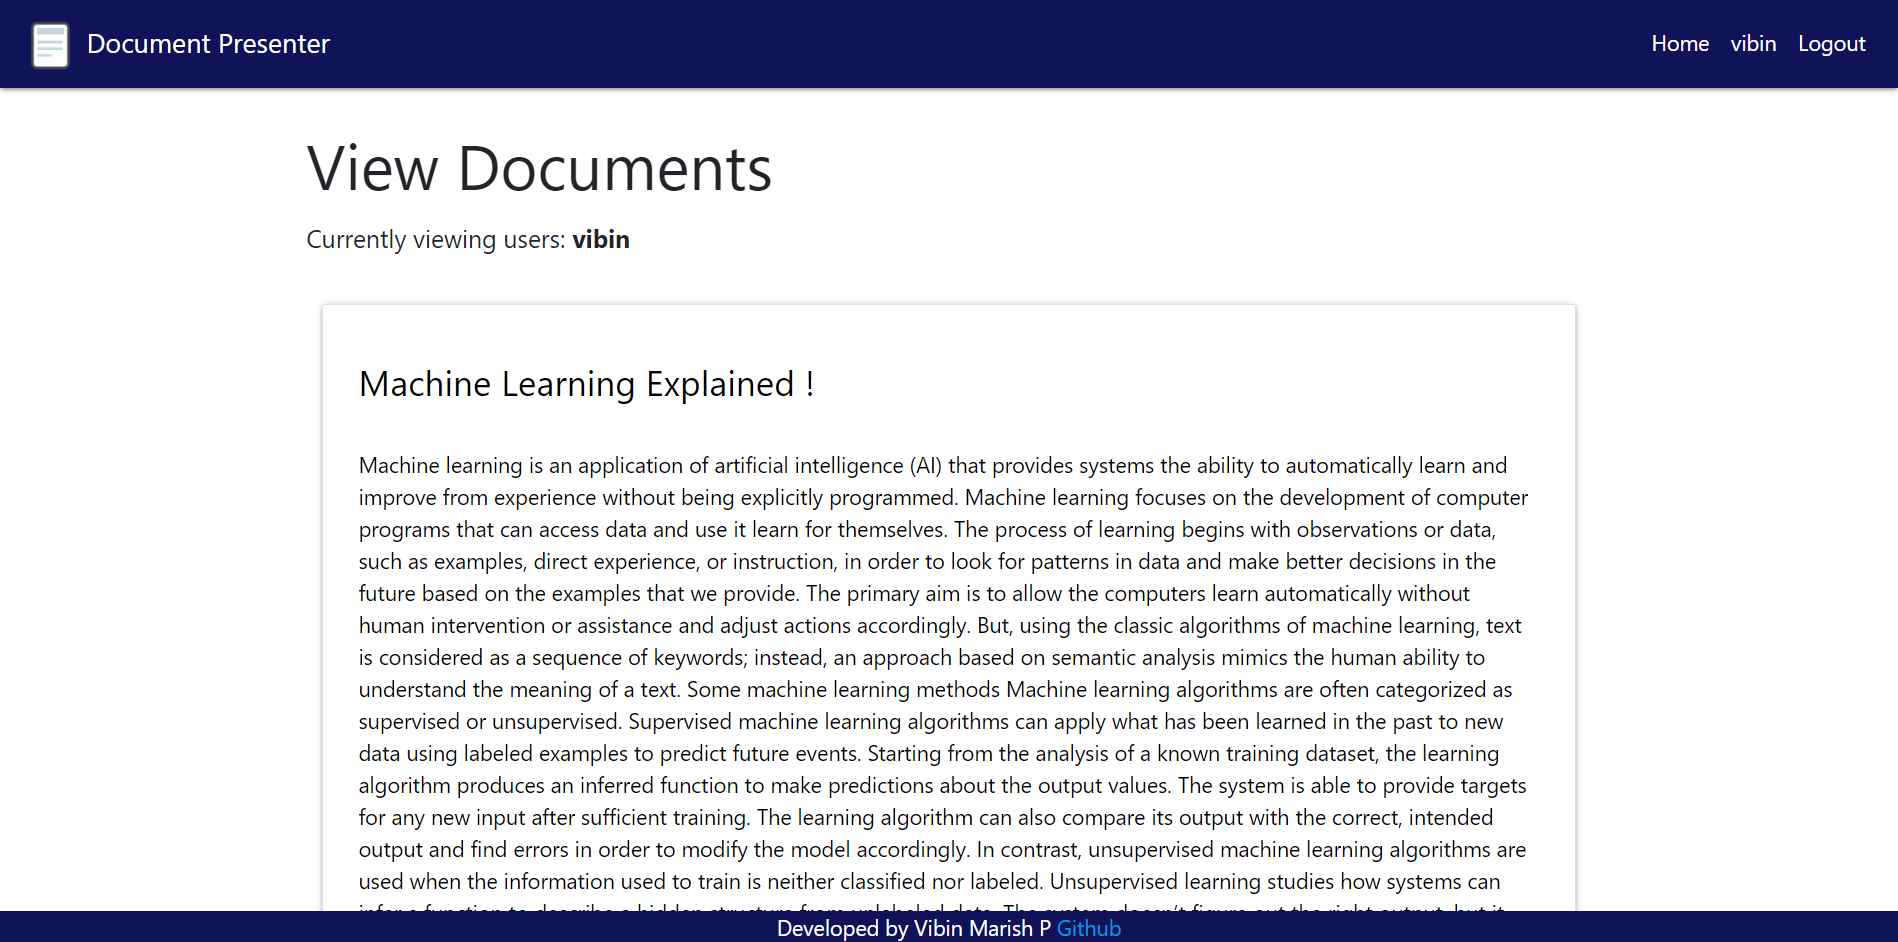 Document Presenter
Home vibin Logout
View Documents
Currently viewing users: vibin
Machine Learning Explained !
Machine learning is an application of artificial intelligence (AI) that provides systems the ability to automatically learn and
improve from experience without being explicitly programmed. Machine learning focuses on the development of computer
programs that can access data and use it learn for themselves. The process of learning begins with observations or data,
such as examples, direct experience, or instruction, in order to look for patterns in data and make better decisions in the
future based on the examples that we provide. The primary aim is to allow the computers learn automatically without
human intervention or assistance and adjust actions accordingly. But, using the classic algorithms of machine learning, text
is considered as a sequence of keywords; instead, an approach based on semantic analysis mimics the human ability to
understand the meaning of a text. Some machine learning methods Machine learning algorithms are often categorized as
supervised or unsupervised. Supervised machine learning algorithms can apply what has been learned in the past to new
data using labeled examples to predict future events. Starting from the analysis of a known training dataset, the learning
algorithm produces an inferred function to make predictions about the output values. The system is able to provide targets
for any new input after sufficient training. The learning algorithm can also compare its output with the correct, intended
output and find errors in order to modify the model accordingly. In contrast, unsupervised machine learning algorithms are
used when the information used to train is neither classified nor labeled. Unsupervised learning studies how systems can
Developed by Vibin Marish P Github